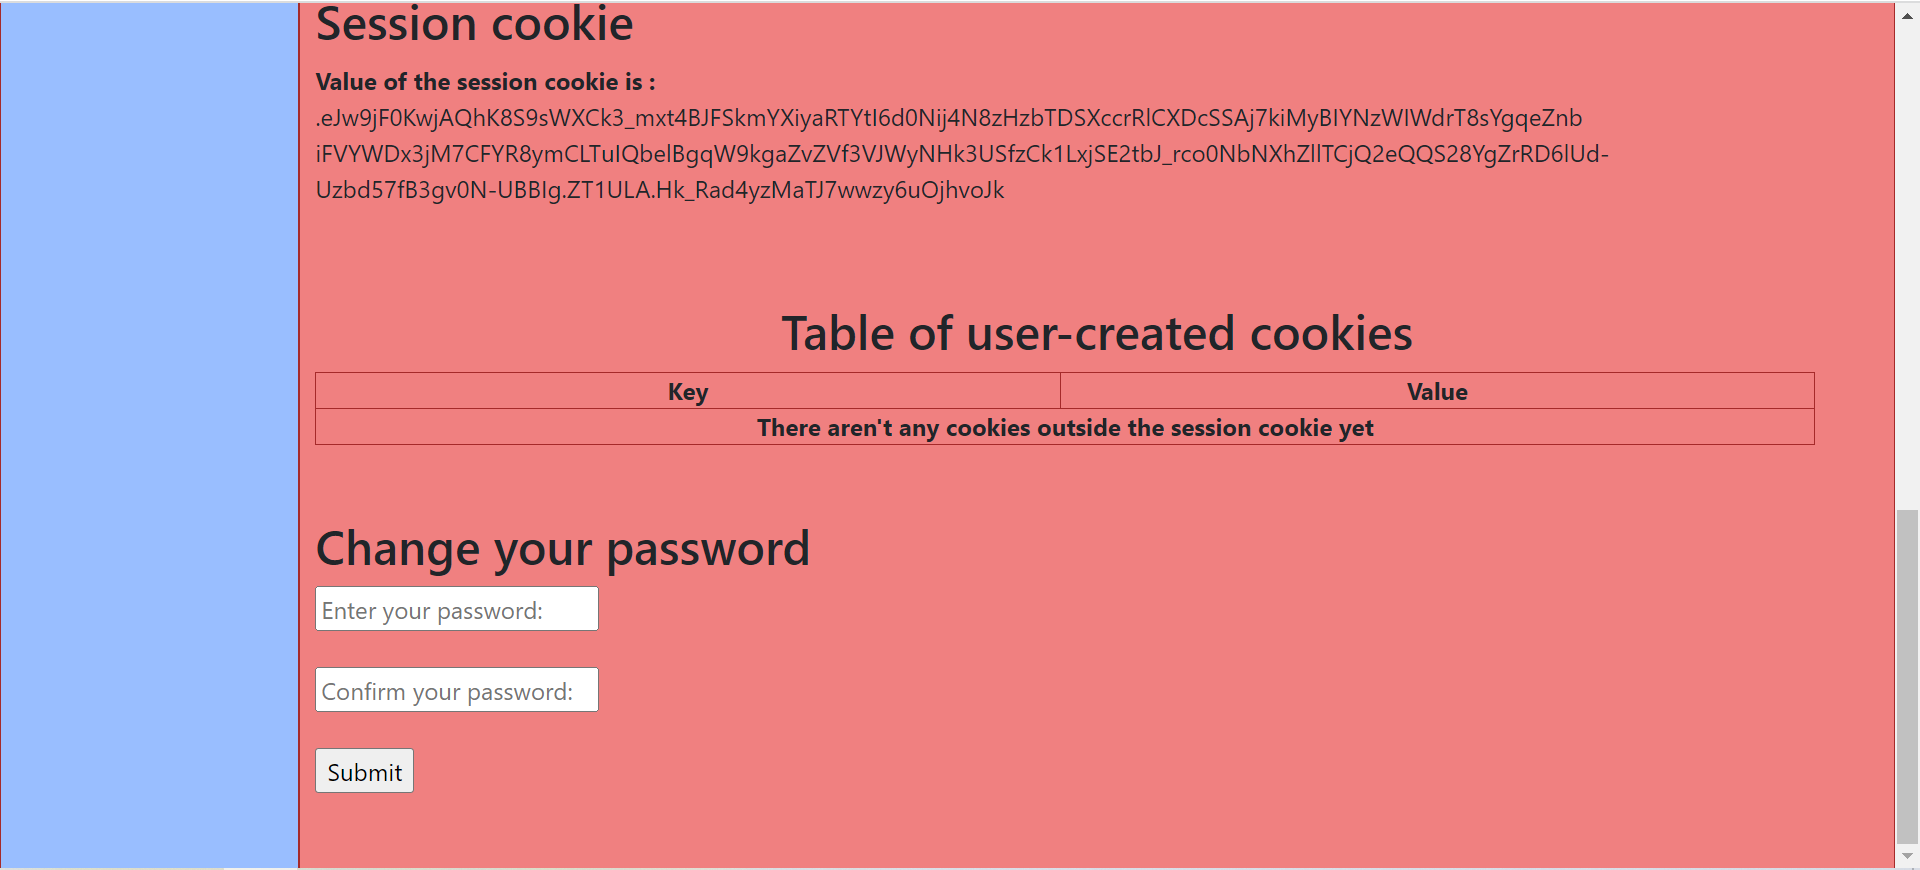 Session cookie
Value of the session cookie is :
.eJw9jF0KwjAQhK8S9sWXCk3_mxt4BJFSkmYXiyaRTYtI6d0Nij4N8zHzbTDSXccrRlCXDcSSAj7kiMyBIYNzWIWdrT8sYgqeZnb
iFVYWDx3jM7CFYR8ymCLTuIQbelBgqW9kgaZvZVf3VJWyNHk3USfzCk1LxjSE2tbJ_rco0NbNXhZllTCjQ2eQQS28YgZrRD6lUd-
Uzbd57fB3gv0N-UBBIg.ZT1ULA.Hk_Rad4yzMaTJ7wwzy6uOjhvoJk
Table of user-created cookies
Key Value
There aren't any cookies outside the session cookie yet
Change your password
Enter your password:
Confirm your password:
Submit